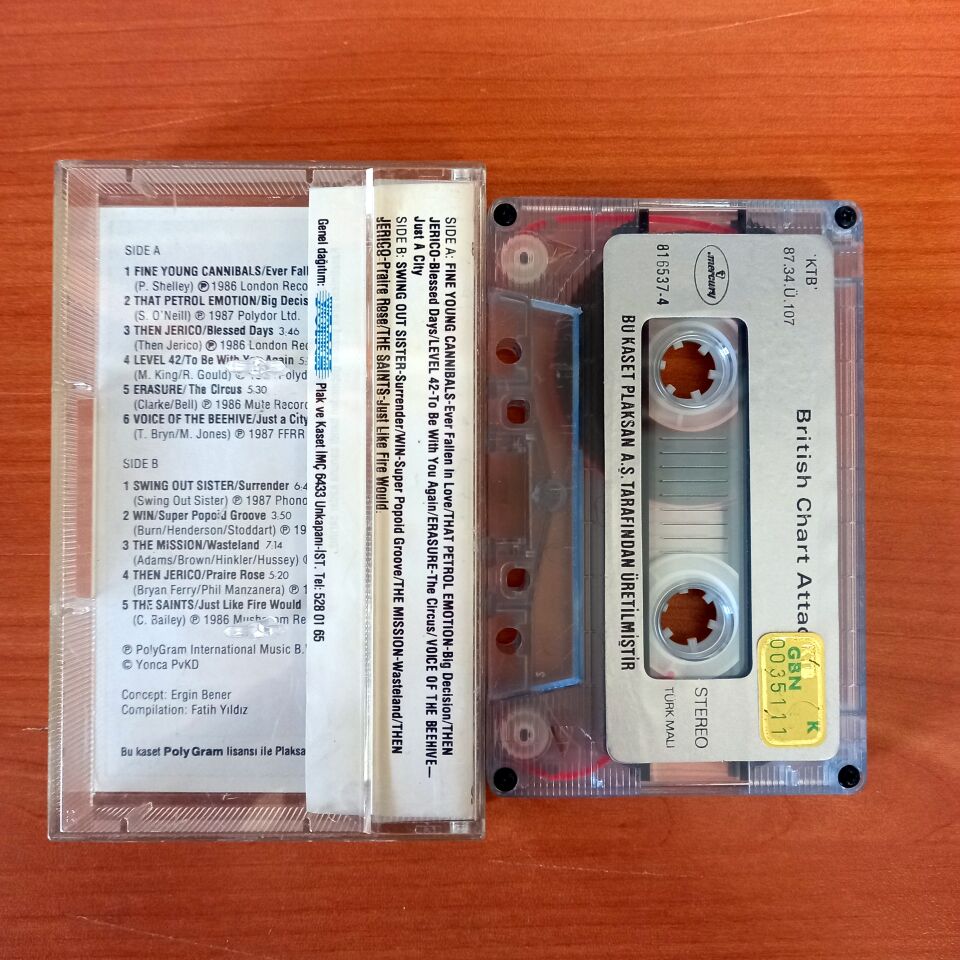 SIDE A
1 FINE YOUNG CANNIBALS/Ever Fall
(P. Shelley) ℗ 1986 London Reco
2 THAT PETROL EMOTION/Big Decis
(S. O'Neill) ℗ 1987 Polydor Ltd.
3 THEN JERICO/Blessed Days 3.46
(Then Jerico) ℗ 1986 London Rec
4 LEVEL 42/To Be With You Again 5
(M. King/R. Gould) Polyd
5 ERASURE/The Circus 5.30
(Clarke/Bell) ℗ 1986 Mute Record
6 VOICE OF THE BEEHIVE/Just a City
(T. Bryn/M. Jones) ℗ 1987 FFRR
SIDE B
1 SWING OUT SISTER/Surrender 6.4
(Swing Out Sister) ℗ 1987 Phono
2 WIN/Super Popoid Groove 3.50
(Burn/Henderson/Stoddart) ℗ 19
3 THE MISSION/Wasteland 7.14
(Adams/Brown/Hinkler/Hussey)
4 THEN JERICO/Praire Rose 5.20
(Bryan Ferry/Phil Manzanera) ℗ 1
5 THE SAINTS/Just Like Fire Would
(C. Bailey) ℗ 1986 Mushroom Re
℗ PolyGram International Music B.V
© Yonca PvKD
Concept: Ergin Bener
Compilation: Fatih Yıldız
Bu kaset PolyGram lisansı ile Plaksa
SIDE A: FINE YOUNG CANNIBALS-Ever Fallen In Love/THAT PETROL EMOTION-Big Decision/THEN
JERICO-Blessed Days/LEVEL 42-To Be With You Again/ERASURE-The Circus/VOICE OF THE BEEHIVE—
Just A City
SIDE B: SWING OUT SISTER-Surrender/WIN-Super Popoid Groove/THE MISSION-Wasteland/THEN
JERICO-Praire Rose/THE SAINTS-Just Like Fire Would.
Genel dağıtım: Plak ve Kaset İMÇ 6433 Unkapanı-İST. Tel: 528 01 65
'KTB'
87.34.Ü.107
mercury
816537-4
British Chart Attac
BU KASET PLAKSAN A.Ş. TARAFINDAN ÜRETİLMİŞTİR
STEREO
TÜRK MALI
K
GBN
0035111